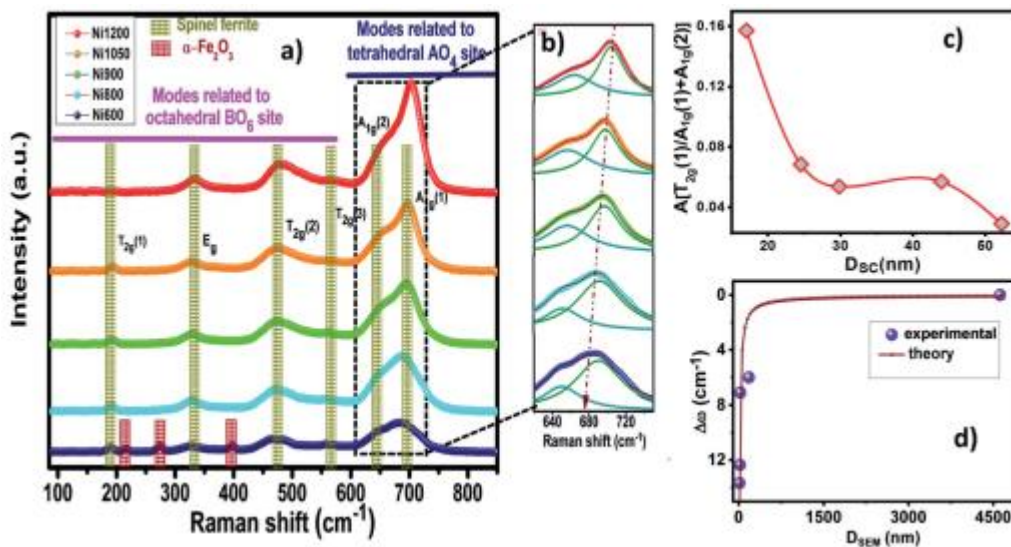 Ni1200
Ni1050
Ni900
Ni800
Ni600
Spinel ferrite
α-Fe₂O₃
a)
Modes related to
tetrahedral AO₄ site
Modes related to
octahedral BO₆ site
A₁g(2)
A₁g(1)
T₂g(1)
Eg
T₂g(2)
T₂g(3)
Intensity (a.u.)
100 200 300 400 500 600 700 800
Raman shift (cm⁻¹)
b)
640 680 720
Raman shift (cm⁻¹)
c)
A[T₂g(1)/A₁g(1)+A₁g(2)]
0.16
0.12
0.08
0.04
20 30 40 50 60
DSC(nm)
d)
experimental
theory
Δω (cm⁻¹)
0
4
8
12
0 1500 3000 4500
DSEM(nm)